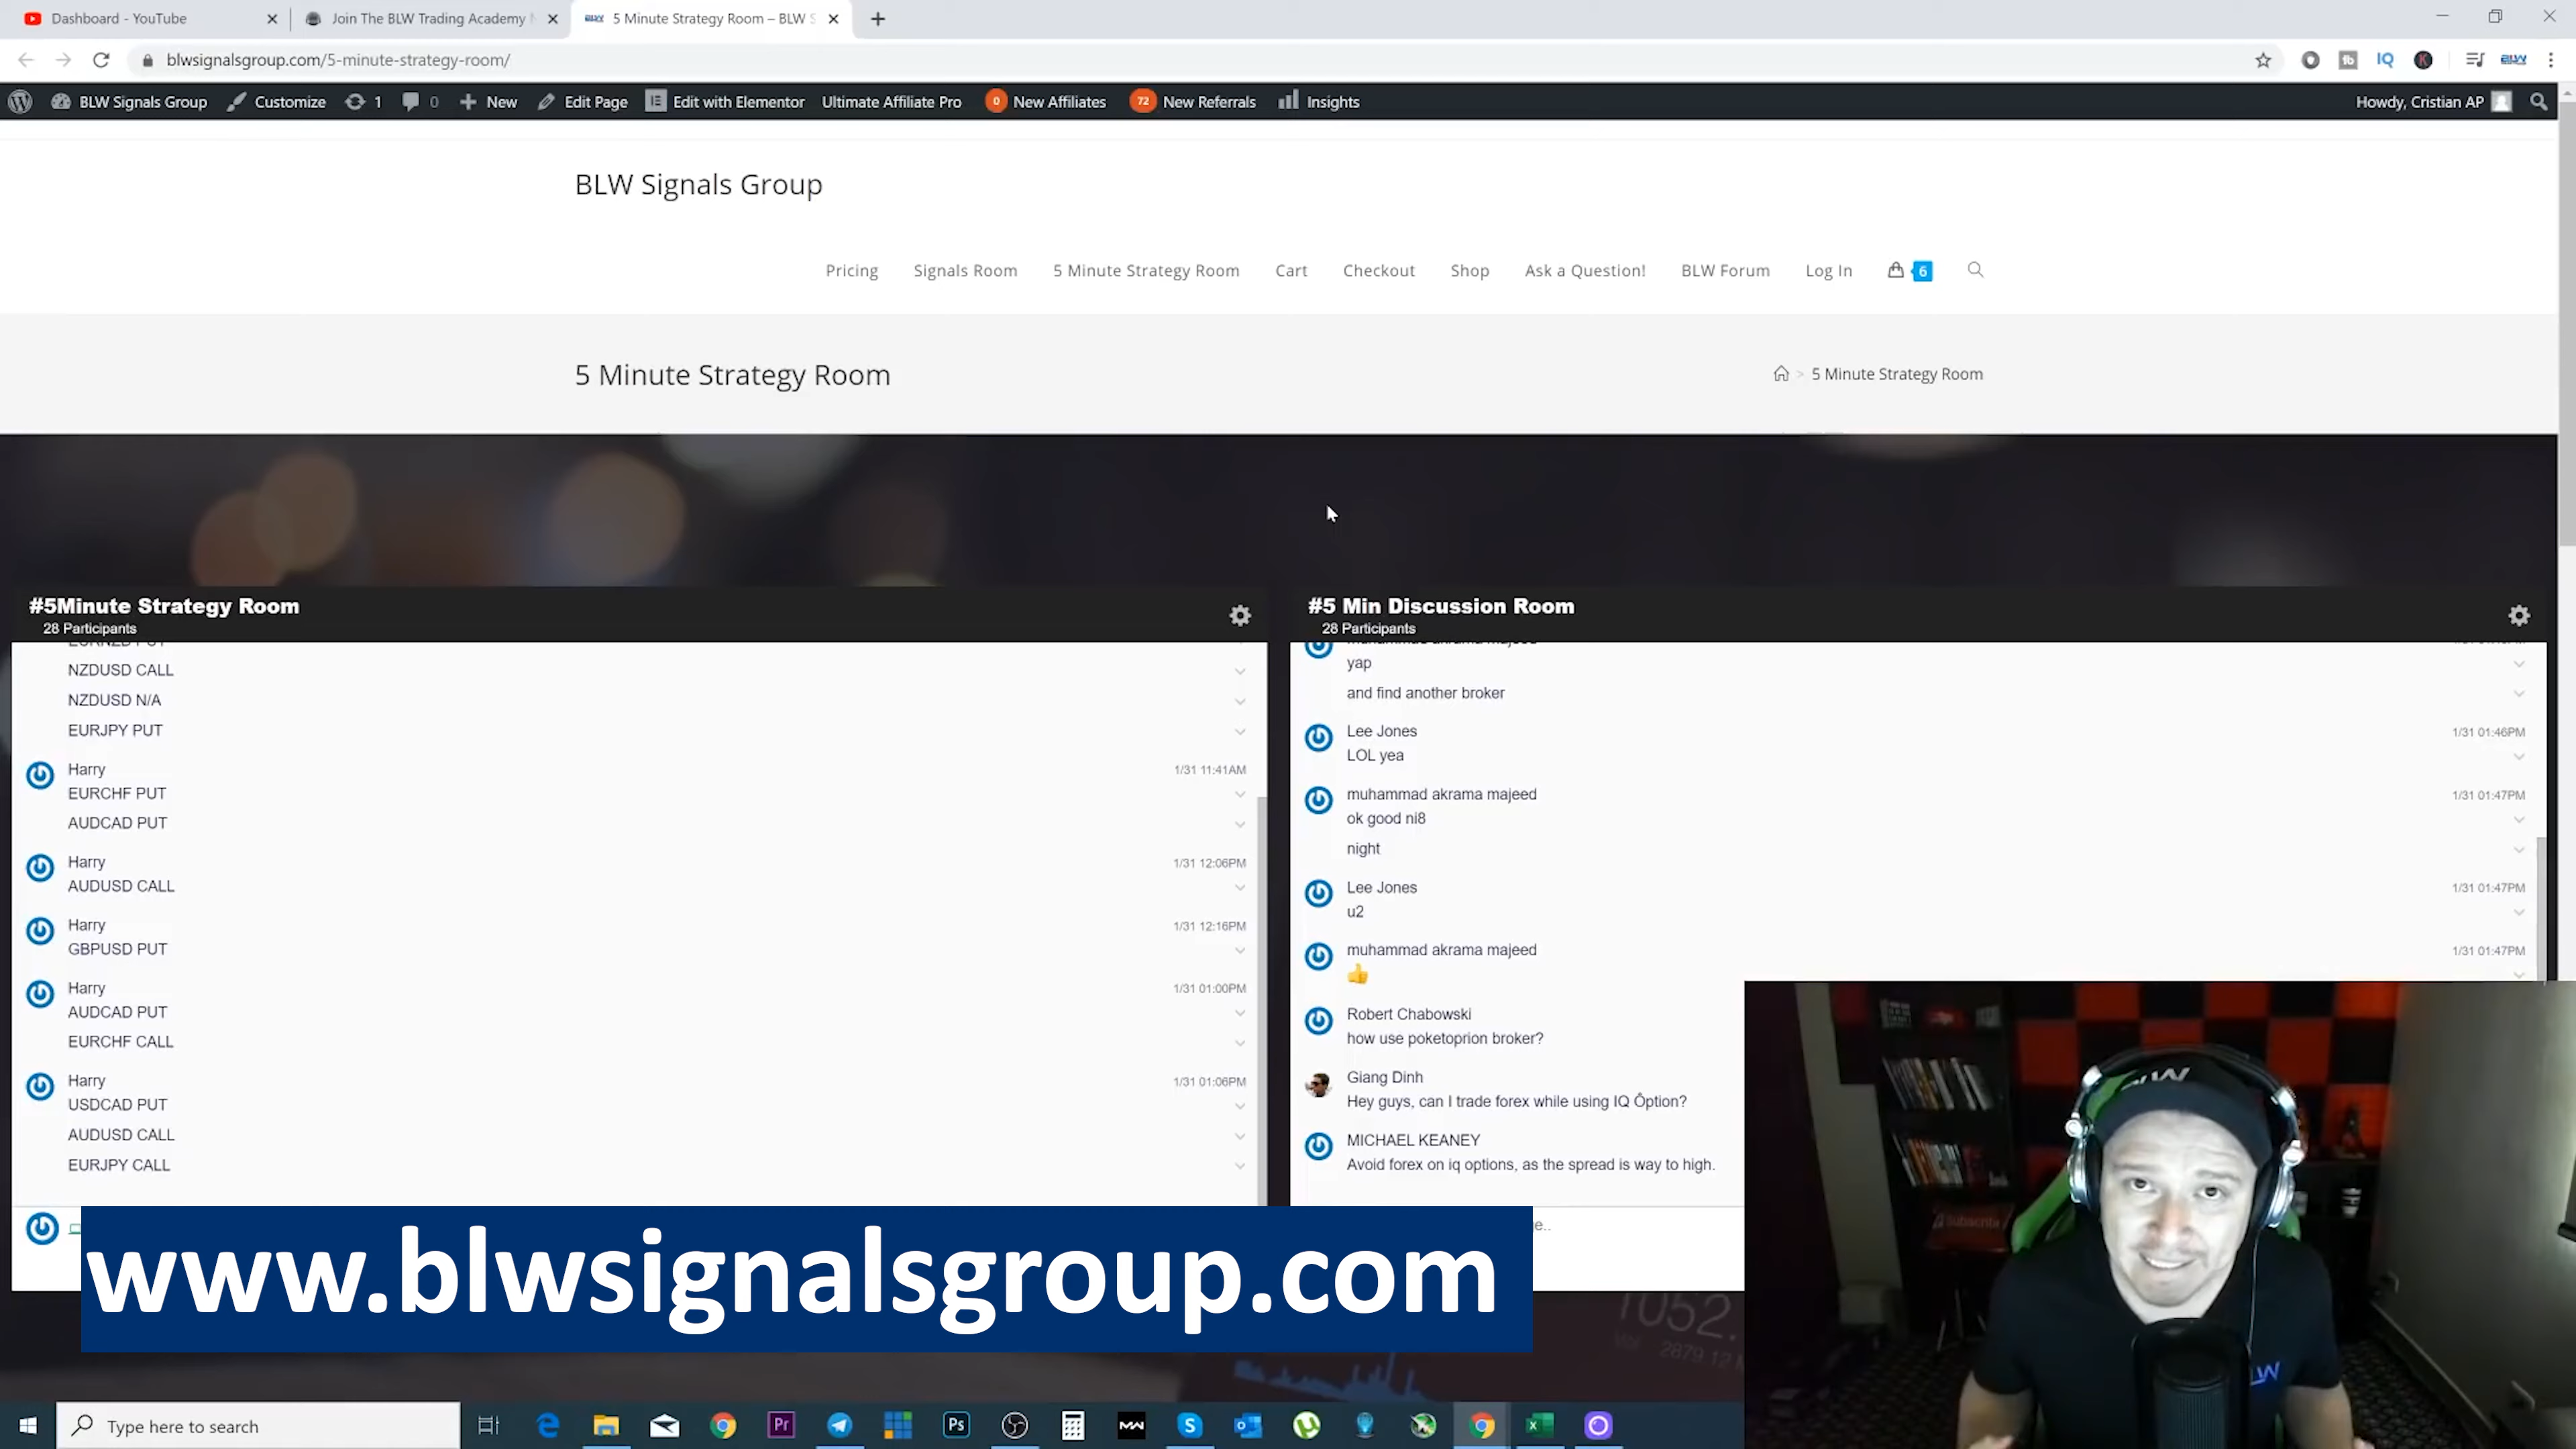 Dashboard - YouTube
Join The BLW Trading Academy
5 Minute Strategy Room – BLW S
blwsignalsgroup.com/5-minute-strategy-room/
BLW Signals Group
Customize
1
0
New
Edit Page
Edit with Elementor
Ultimate Affiliate Pro
0
New Affiliates
72
New Referrals
Insights
Howdy, Cristian AP
BLW Signals Group
Pricing
Signals Room
5 Minute Strategy Room
Cart
Checkout
Shop
Ask a Question!
BLW Forum
Log In
6
5 Minute Strategy Room
> 5 Minute Strategy Room
#5Minute Strategy Room
28 Participants
EURNZD PUT
NZDUSD CALL
NZDUSD N/A
EURJPY PUT
Harry
1/31 11:41AM
EURCHF PUT
AUDCAD PUT
Harry
1/31 12:06PM
AUDUSD CALL
Harry
1/31 12:16PM
GBPUSD PUT
Harry
1/31 01:00PM
AUDCAD PUT
EURCHF CALL
Harry
1/31 01:06PM
USDCAD PUT
AUDUSD CALL
EURJPY CALL
#5 Min Discussion Room
28 Participants
muhammad akrama majeed
yap
and find another broker
Lee Jones
1/31 01:46PM
LOL yea
muhammad akrama majeed
1/31 01:47PM
ok good ni8
night
Lee Jones
1/31 01:47PM
u2
muhammad akrama majeed
1/31 01:47PM
👍
Robert Chabowski
how use poketoprion broker?
Giang Dinh
Hey guys, can I trade forex while using IQ Option?
MICHAEL KEANEY
Avoid forex on iq options, as the spread is way to high.
e..
www.blwsignalsgroup.com
1052.
2879 12
Type here to search